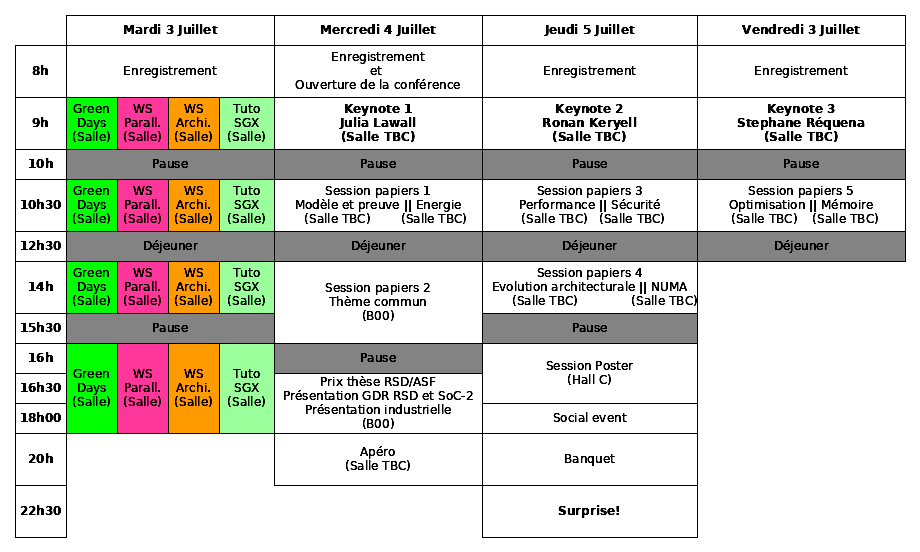 Mardi 3 Juillet
Mercredi 4 Juillet
Jeudi 5 Juillet
Vendredi 3 Juillet
8h
Enregistrement
Enregistrement
et
Ouverture de la conférence
Enregistrement
Enregistrement
9h
Green
Days
(Salle)
WS
Parall.
(Salle)
WS
Archi.
(Salle)
Tuto
SGX
(Salle)
Keynote 1
Julia Lawall
(Salle TBC)
Keynote 2
Ronan Keryell
(Salle TBC)
Keynote 3
Stephane Réquena
(Salle TBC)
10h
Pause
Pause
Pause
Pause
10h30
Green
Days
(Salle)
WS
Parall.
(Salle)
WS
Archi.
(Salle)
Tuto
SGX
(Salle)
Session papiers 1
Modèle et preuve || Energie
(Salle TBC) (Salle TBC)
Session papiers 3
Performance || Sécurité
(Salle TBC) (Salle TBC)
Session papiers 5
Optimisation || Mémoire
(Salle TBC) (Salle TBC)
12h30
Déjeuner
Déjeuner
Déjeuner
Déjeuner
14h
Green
Days
(Salle)
WS
Parall.
(Salle)
WS
Archi.
(Salle)
Tuto
SGX
(Salle)
Session papiers 2
Thème commun
(B00)
Session papiers 4
Evolution architecturale || NUMA
(Salle TBC) (Salle TBC)
15h30
Pause
Pause
16h
Green
Days
(Salle)
WS
Parall.
(Salle)
WS
Archi.
(Salle)
Tuto
SGX
(Salle)
Pause
Session Poster
(Hall C)
16h30
Prix thèse RSD/ASF
Présentation GDR RSD et SoC-2
Présentation industrielle
(B00)
18h00
Social event
20h
Apéro
(Salle TBC)
Banquet
22h30
Surprise!